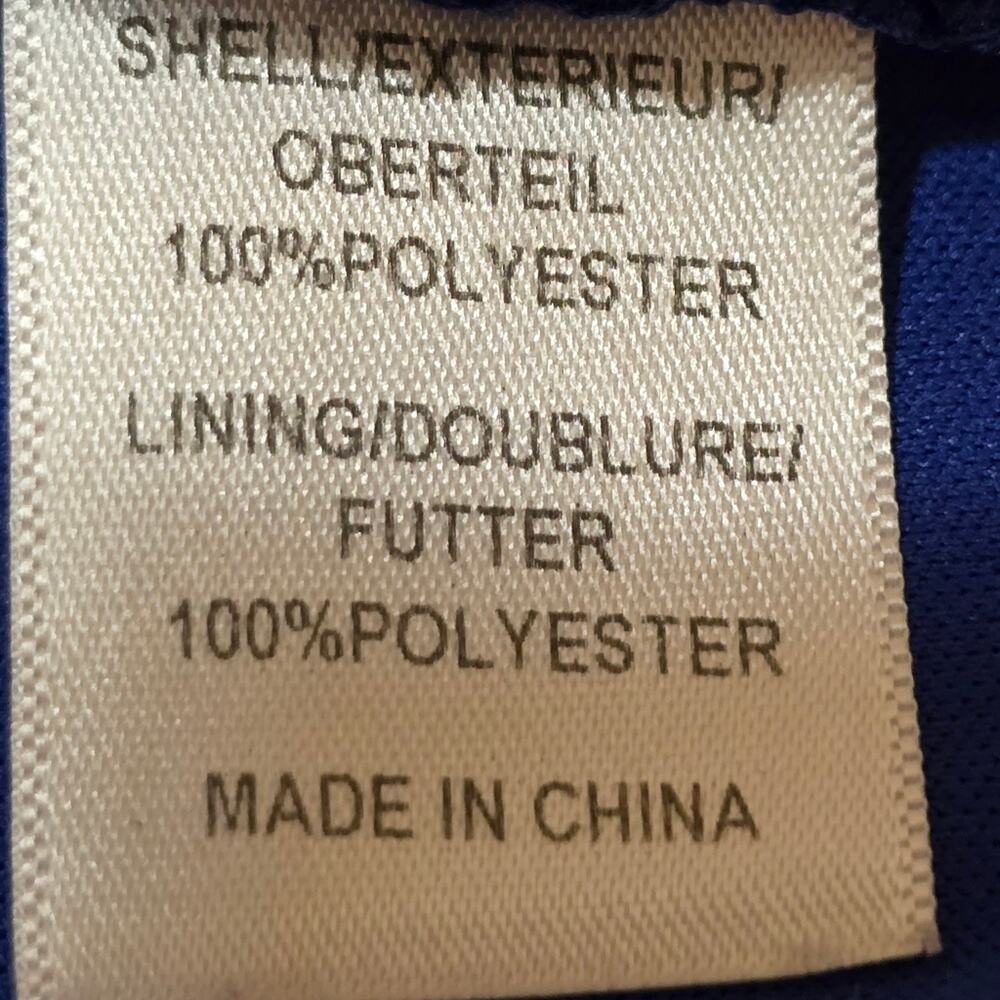 SHELL/EXTERIEUR/
OBERTEIL
100%POLYESTER
LINING/DOUBLURE/
FUTTER
100%POLYESTER
MADE IN CHINA